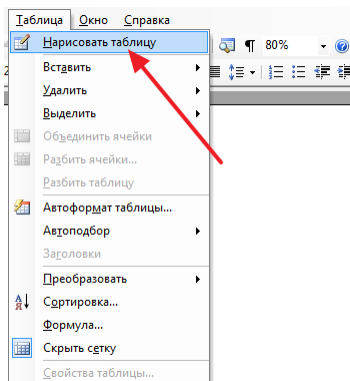 Таблица Окно Справка
Нарисовать таблицу
80%
Вставить
Удалить
Выделить
Объединить ячейки
Разбить ячейки...
Разбить таблицу
Автоформат таблицы...
Автоподбор
Заголовки
Преобразовать
Сортировка...
Формула...
Скрыть сетку
Свойства таблицы...